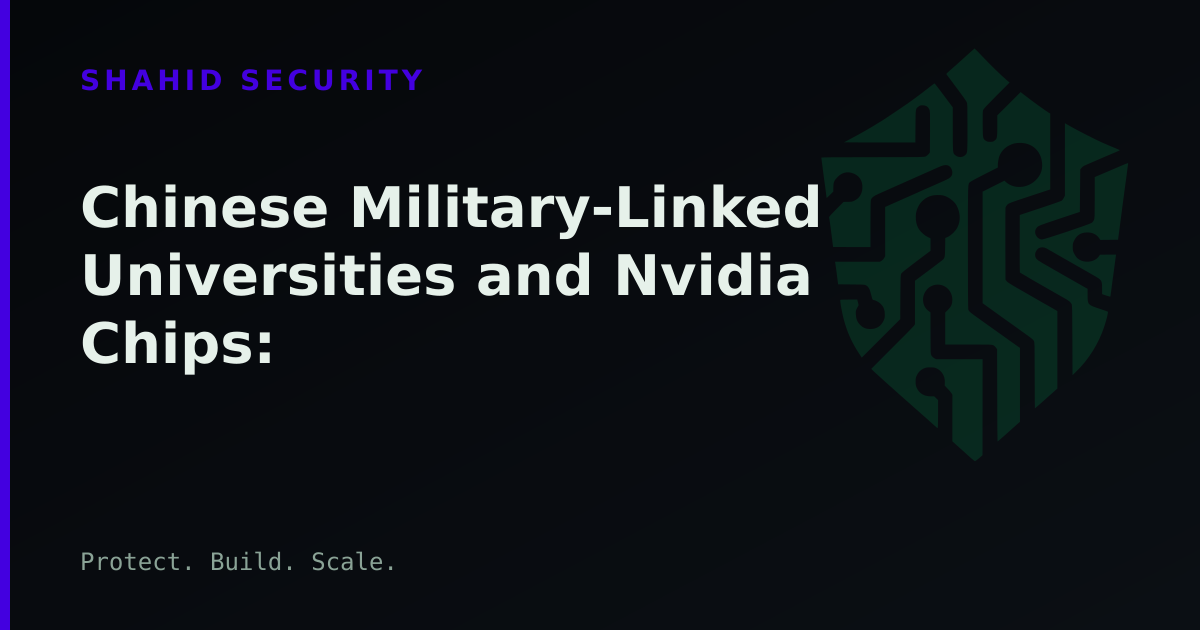 SHAHID SECURITY
Chinese Military-Linked
Universities and Nvidia
Chips:
Protect. Build. Scale.